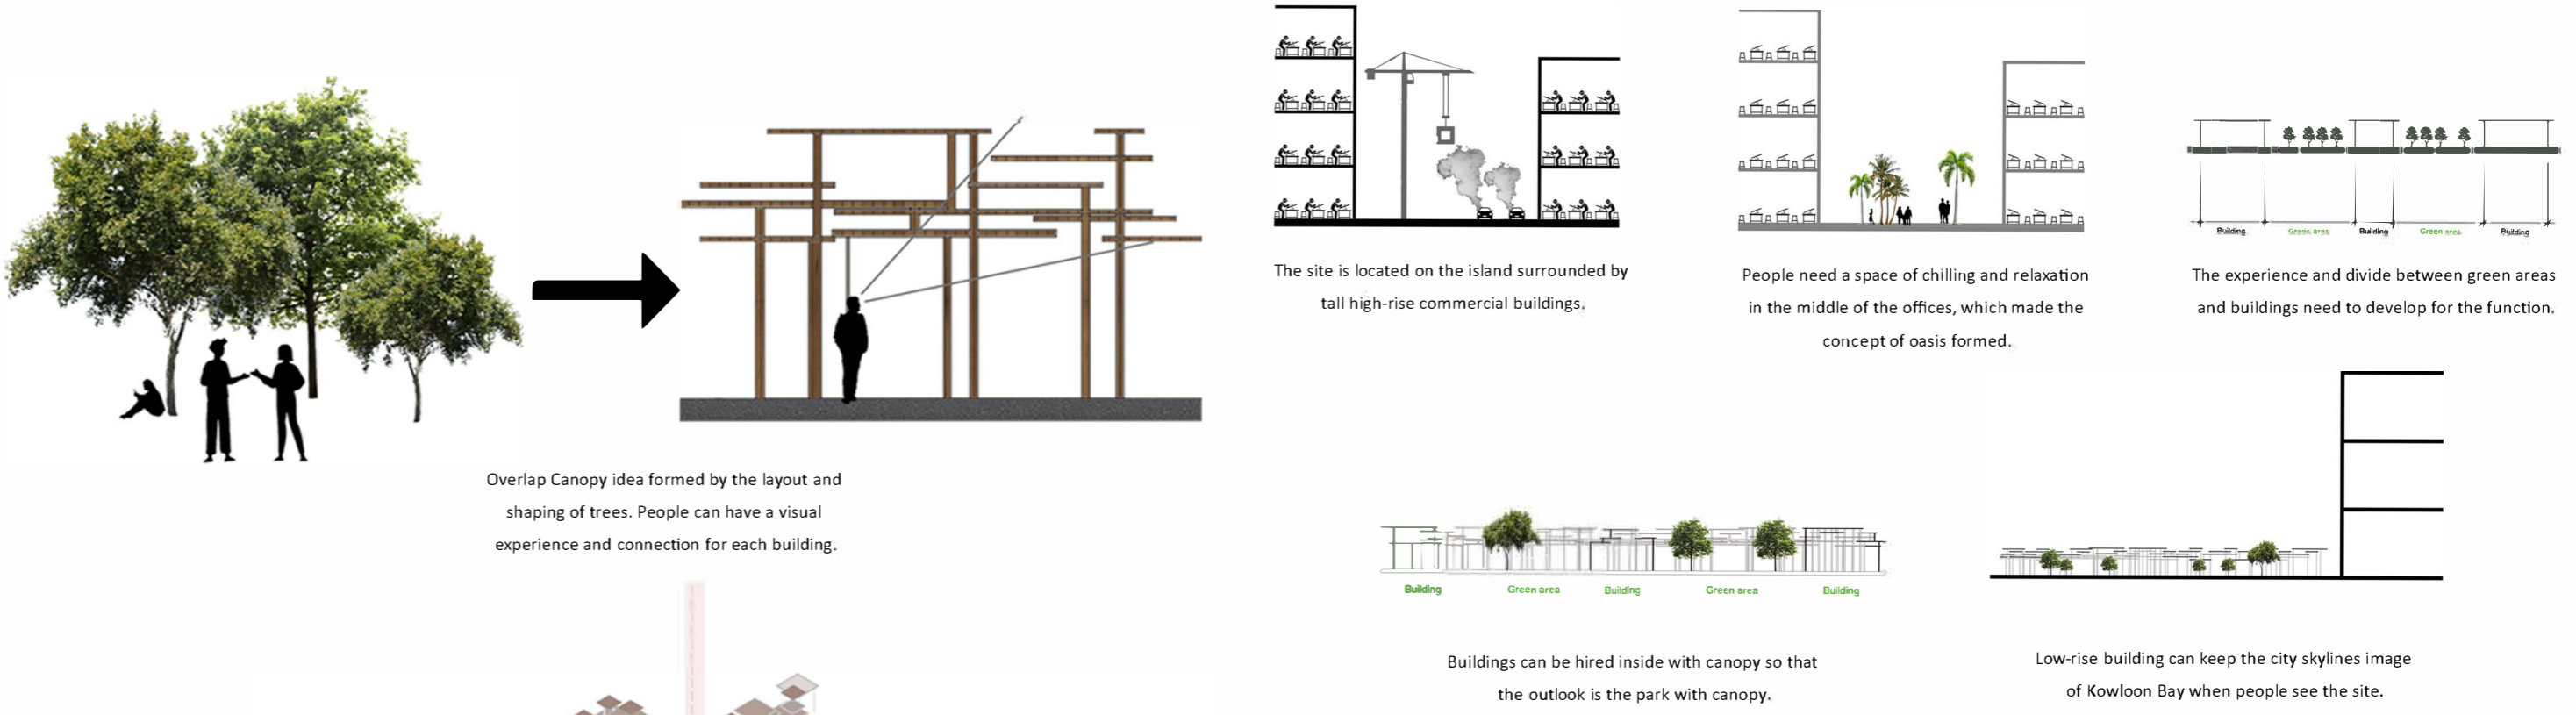 Overlap Canopy idea formed by the layout and
shaping of trees. People can have a visual
experience and connection for each building.
The site is located on the island surrounded by
tall high-rise commercial buildings.
People need a space of chilling and relaxation
in the middle of the offices, which made the
concept of oasis formed.
Building
Green area
Building
Green area
Building
The experience and divide between green areas
and buildings need to develop for the function.
Building
Green area
Building
Green area
Building
Buildings can be hired inside with canopy so that
the outlook is the park with canopy.
Low-rise building can keep the city skylines image
of Kowloon Bay when people see the site.